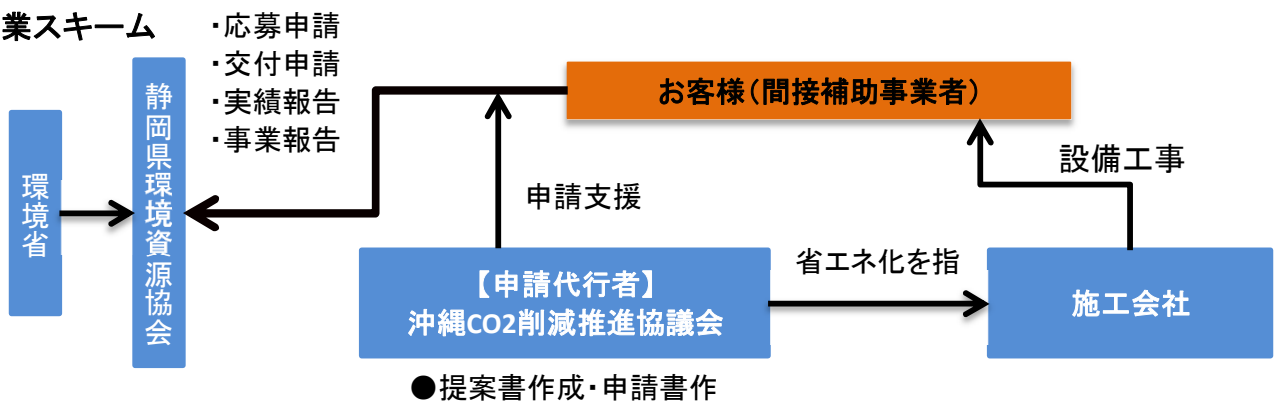 業スキーム
・応募申請
・交付申請
・実績報告
・事業報告
お客様（間接補助事業者）
環境省
静岡県環境資源協会
申請支援
設備工事
【申請代行者】
沖縄CO2削減推進協議会
省エネ化を指
施工会社
●提案書作成・申請書作